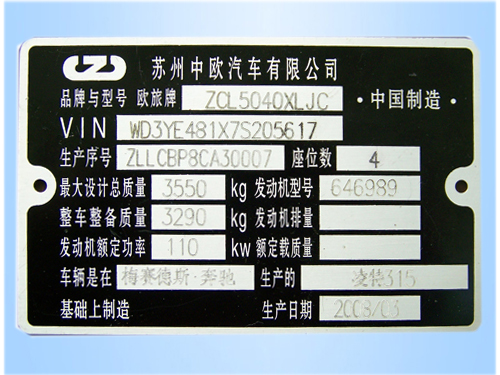 CZJ 苏州中欧汽车有限公司
品牌与型号 欧旅牌 ZCL5040XLJC ·中国制造·
VIN WD3YE481X7S205617
生产序号 ZLLCBP8CA30007 座位数 4
最大设计总质量 3550 kg 发动机型号 646989
整车整备质量 3290 kg 发动机排量
发动机额定功率 110 kw 额定载质量
车辆是在 梅赛德斯·奔驰 生产的 凌特315
基础上制造 生产日期 2008/03